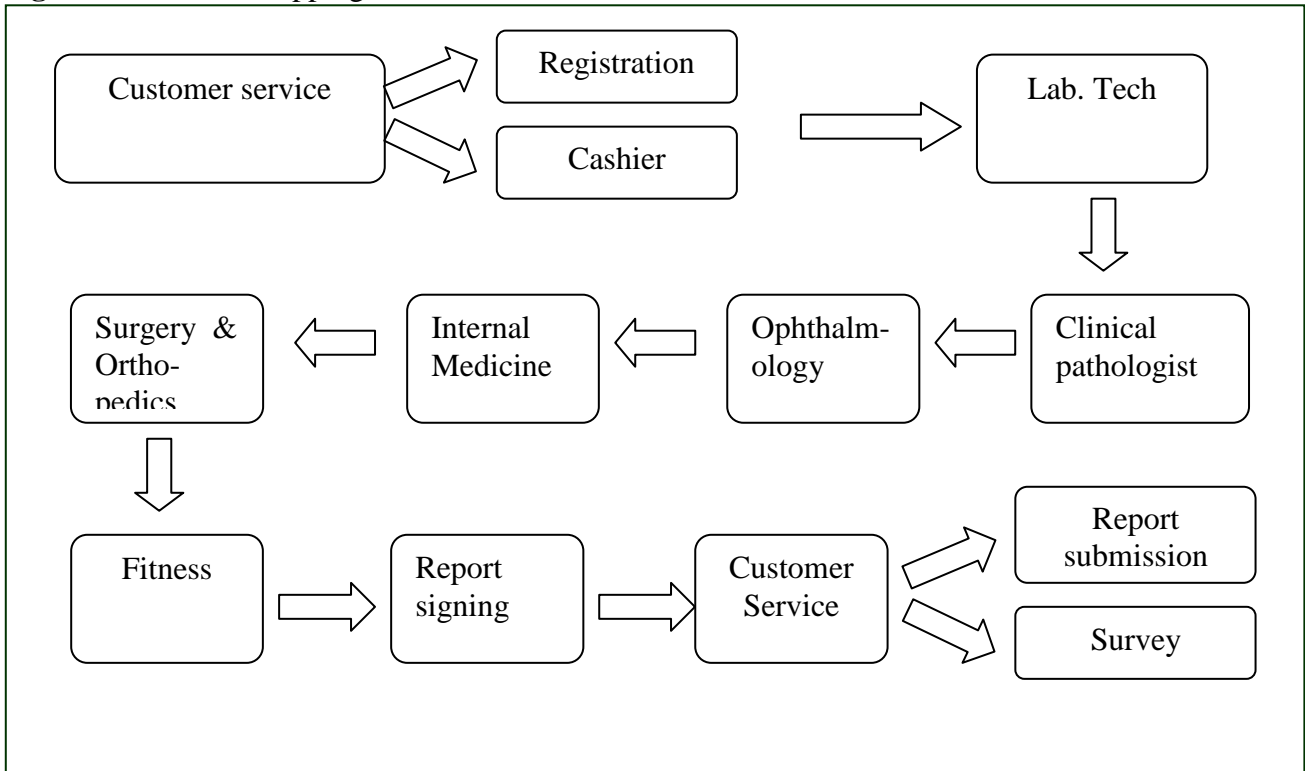 Customer service
Registration
Cashier
Lab. Tech
Surgery &
Ortho-
pedics
Internal
Medicine
Ophthalm-
ology
Clinical
pathologist
Fitness
Report
signing
Customer
Service
Report
submission
Survey